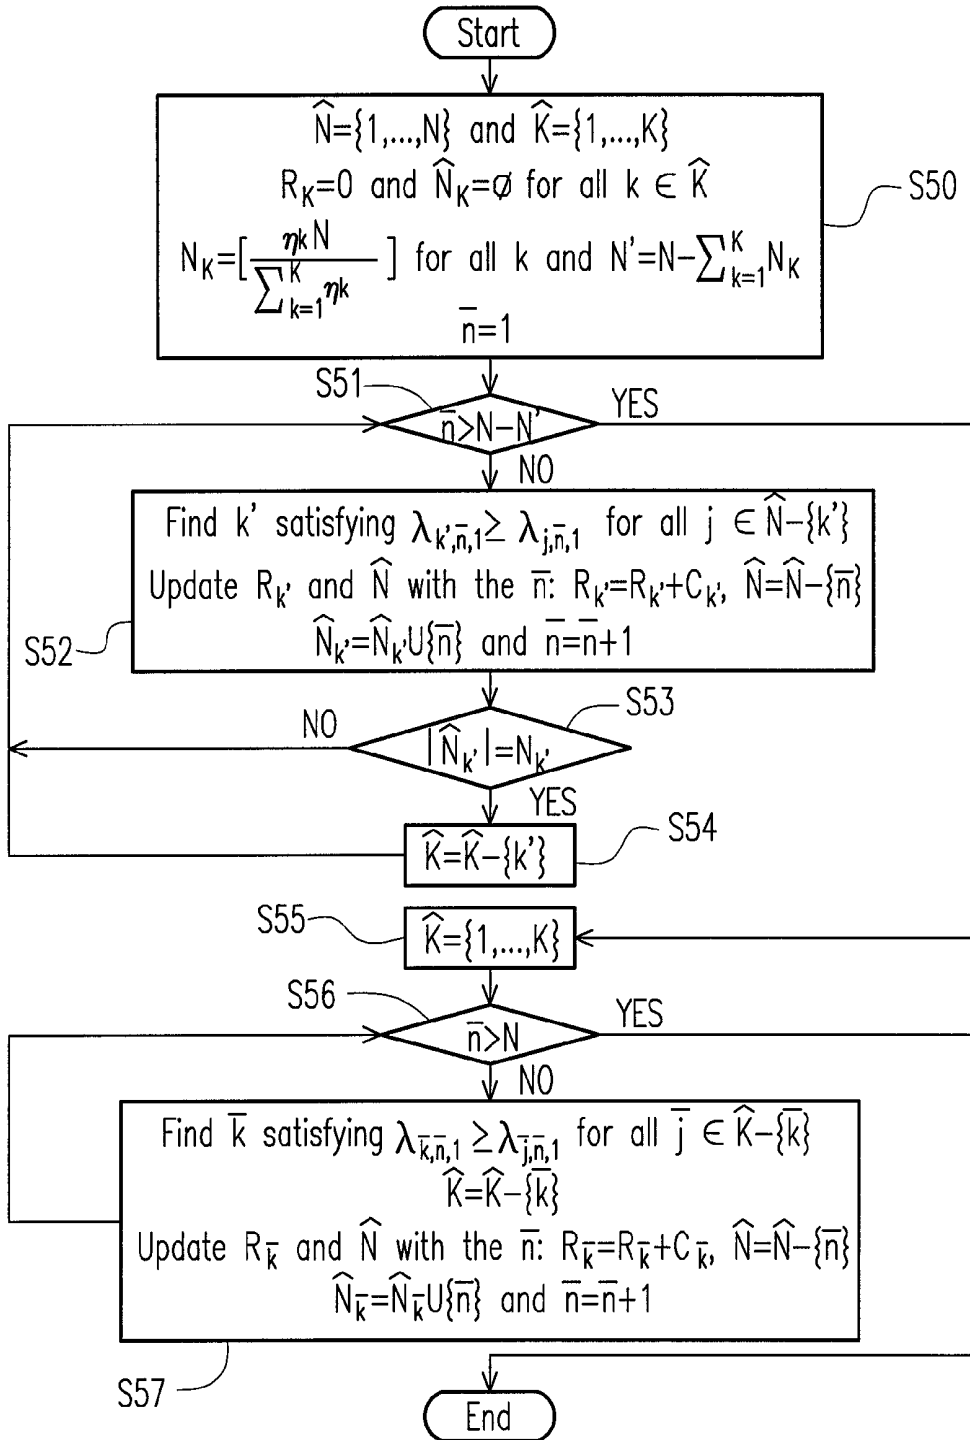 Start
N̂={1,...,N} and K̂={1,...,K}
R_K=0 and N̂_K=ø for all k ∈ K̂
S50
N_K=[ η_k N / ∑_{k=1}^{K} η_k ] for all k and N'=N-∑_{k=1}^{K} N_K
n̄=1
S51
YES
n̄>N-N'
NO
Find k' satisfying λ_{k',n̄,1} ≥ λ_{j,n̄,1} for all j ∈ N̂-{k'}
Update R_{k'} and N̂ with the n̄: R_{k'}=R_{k'}+C_{k'}, N̂=N̂-{n̄}
N̂_{k'}=N̂_{k'}U{n̄} and n̄=n̄+1
S52
S53
NO
|N̂_{k'}|=N_{k'}
YES
S54
K̂=K̂-{k'}
S55
K̂={1,...,K}
S56
YES
n̄>N
NO
Find k̄ satisfying λ_{k̄,n̄,1} ≥ λ_{j̄,n̄,1} for all j̄ ∈ K̂-{k̄}
K̂=K̂-{k̄}
Update R_{k̄} and N̂ with the n̄: R_{k̄}=R_{k̄}+C_{k̄}, N̂=N̂-{n̄}
N̂_{k̄}=N̂_{k̄}U{n̄} and n̄=n̄+1
S57
End